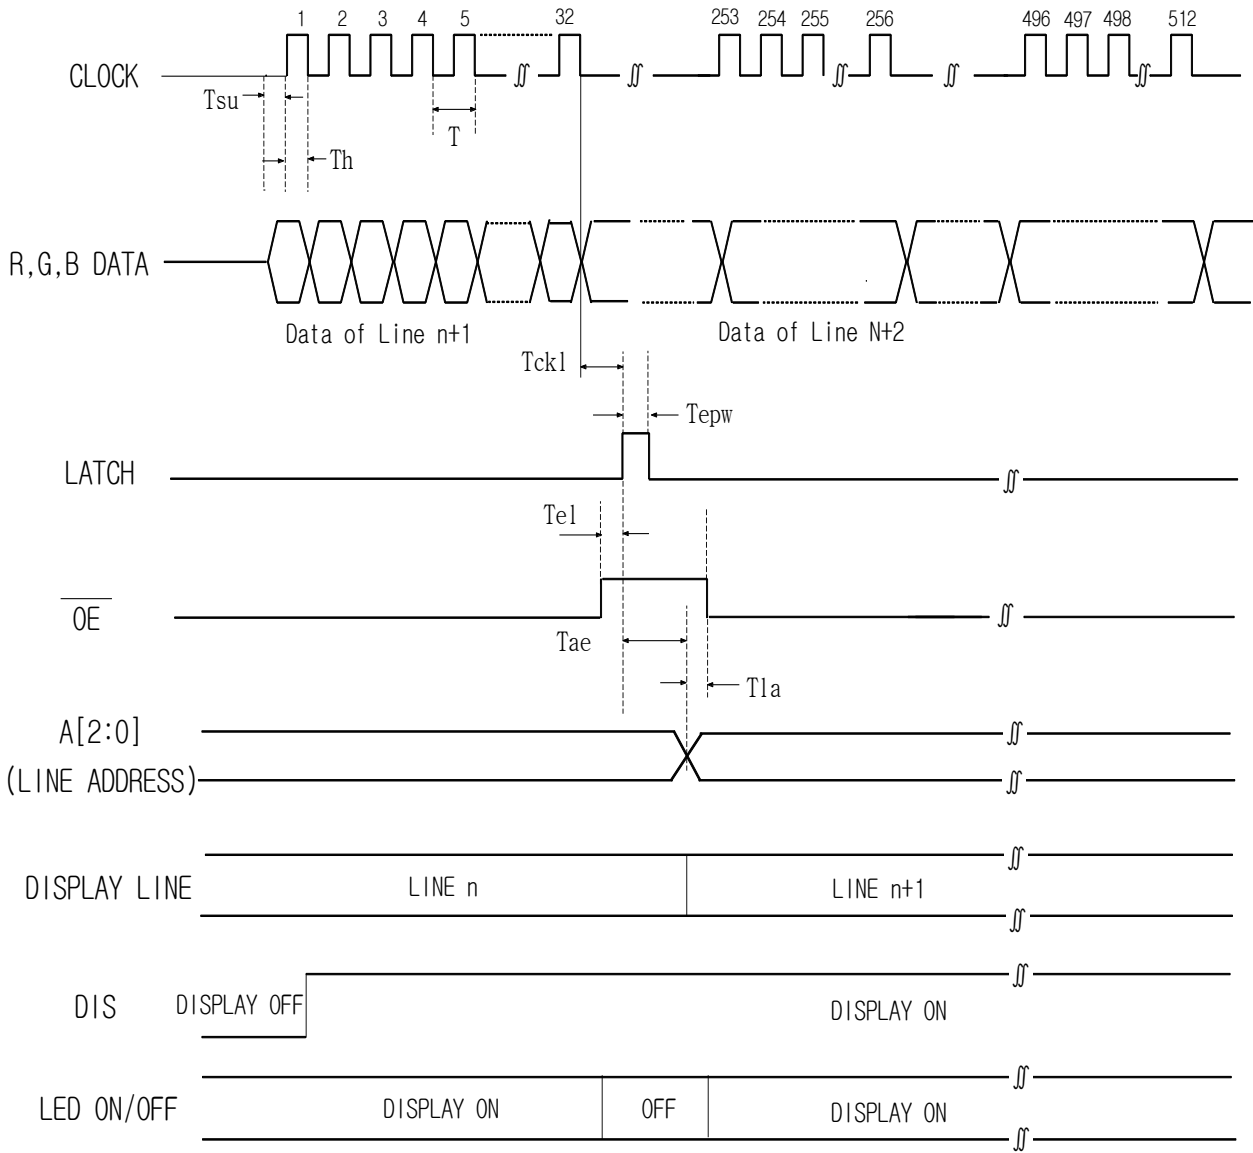 1 2 3 4 5 32 253 254 255 256 496 497 498 512
CLOCK
Tsu
T
Th
R,G,B DATA
Data of Line n+1
Data of Line N+2
Tckl
Tepw
LATCH
Tel
OE
Tae
Tla
A[2:0]
(LINE ADDRESS)
DISPLAY LINE
LINE n
LINE n+1
DIS
DISPLAY OFF
DISPLAY ON
LED ON/OFF
DISPLAY ON
OFF
DISPLAY ON